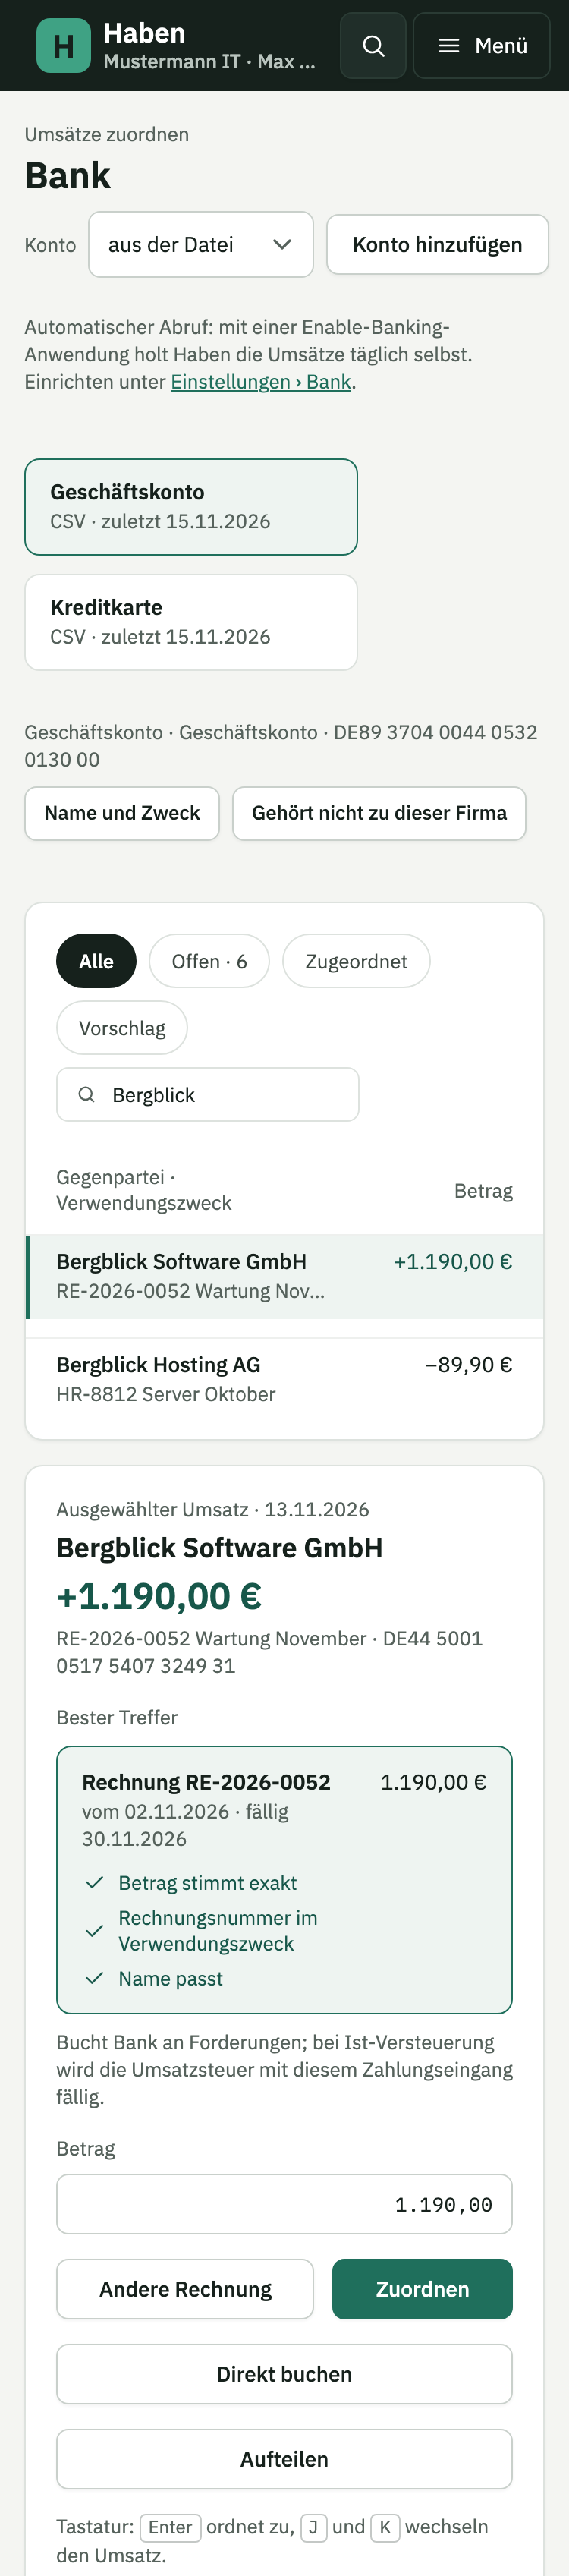 H
Haben
Mustermann IT · Max ...
Menü
Umsätze zuordnen
Bank
Konto
aus der Datei
Konto hinzufügen
Automatischer Abruf: mit einer Enable-Banking-
Anwendung holt Haben die Umsätze täglich selbst.
Einrichten unter Einstellungen › Bank.
Geschäftskonto
CSV · zuletzt 15.11.2026
Kreditkarte
CSV · zuletzt 15.11.2026
Geschäftskonto · Geschäftskonto · DE89 3704 0044 0532
0130 00
Name und Zweck
Gehört nicht zu dieser Firma
Alle
Offen · 6
Zugeordnet
Vorschlag
Bergblick
Gegenpartei ·
Verwendungszweck
Betrag
Bergblick Software GmbH +1.190,00 €
RE-2026-0052 Wartung Nov...
Bergblick Hosting AG −89,90 €
HR-8812 Server Oktober
Ausgewählter Umsatz · 13.11.2026
Bergblick Software GmbH
+1.190,00 €
RE-2026-0052 Wartung November · DE44 5001
0517 5407 3249 31
Bester Treffer
Rechnung RE-2026-0052 1.190,00 €
vom 02.11.2026 · fällig
30.11.2026
Betrag stimmt exakt
Rechnungsnummer im
Verwendungszweck
Name passt
Bucht Bank an Forderungen; bei Ist-Versteuerung
wird die Umsatzsteuer mit diesem Zahlungseingang
fällig.
Betrag
1.190,00
Andere Rechnung
Zuordnen
Direkt buchen
Aufteilen
Tastatur: Enter ordnet zu, J und K wechseln
den Umsatz.